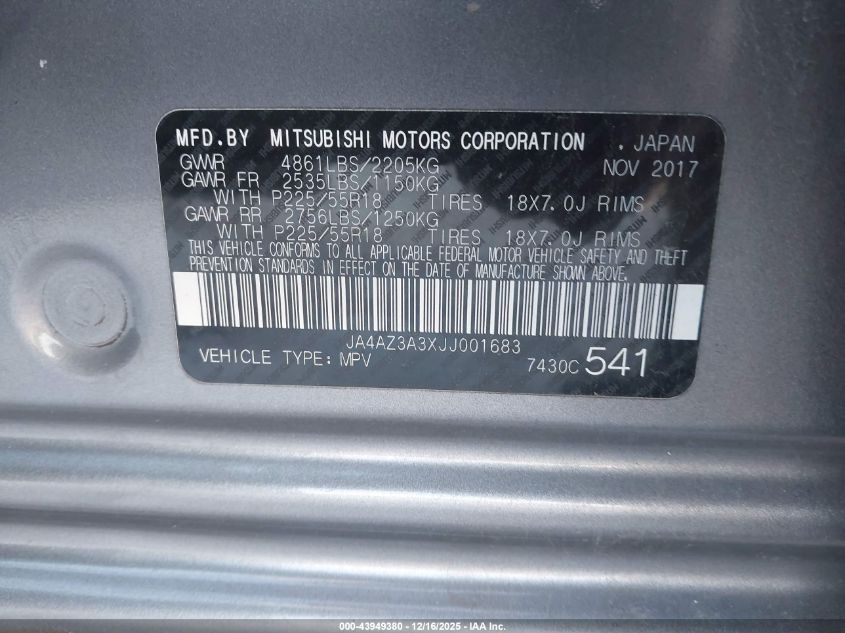 MFD.BY MITSUBISHI MOTORS CORPORATION . JAPAN
GVWR 4861LBS/2205KG NOV 2017
GAWR FR 2535LBS/1150KG
WITH P225/55R18 TIRES 18X7.0J RIMS
GAWR RR 2756LBS/1250KG
WITH P225/55R18 TIRES 18X7.0J RIMS
THIS VEHICLE CONFORMS TO ALL APPLICABLE FEDERAL MOTOR VEHICLE SAFETY AND THEFT
PREVENTION STANDARDS IN EFFECT ON THE DATE OF MANUFACTURE SHOWN ABOVE.
JA4AZ3A3XJJ001683
VEHICLE TYPE: MPV 7430C 541
000-43949380 - 12/16/2025 - IAA Inc.